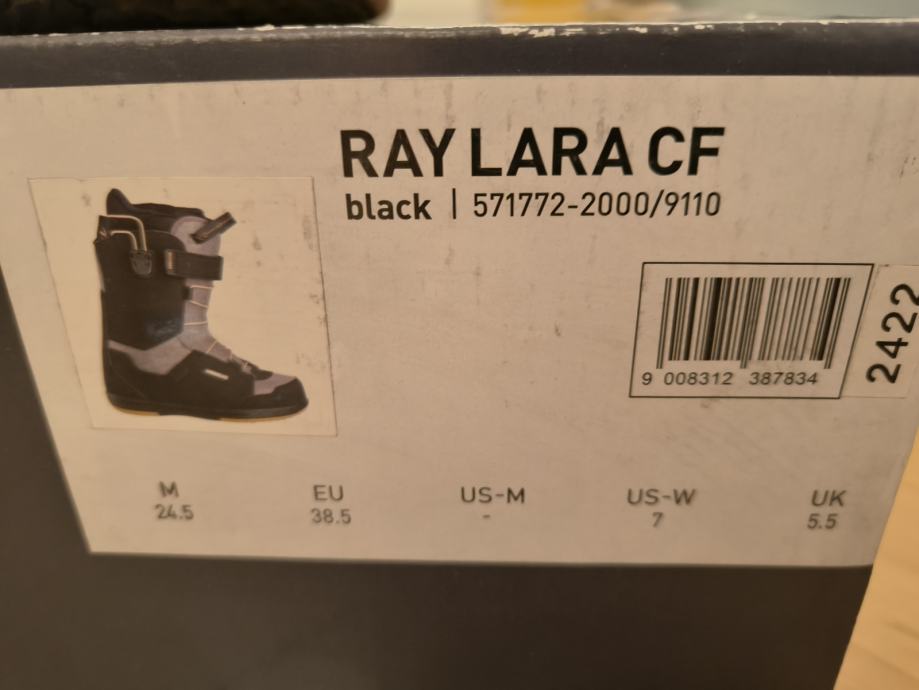 RAY LARA CF
black | 571772-2000/9110
9 008312 387834
2422
M EU US-M US-W UK
24.5 38.5 - 7 5.5